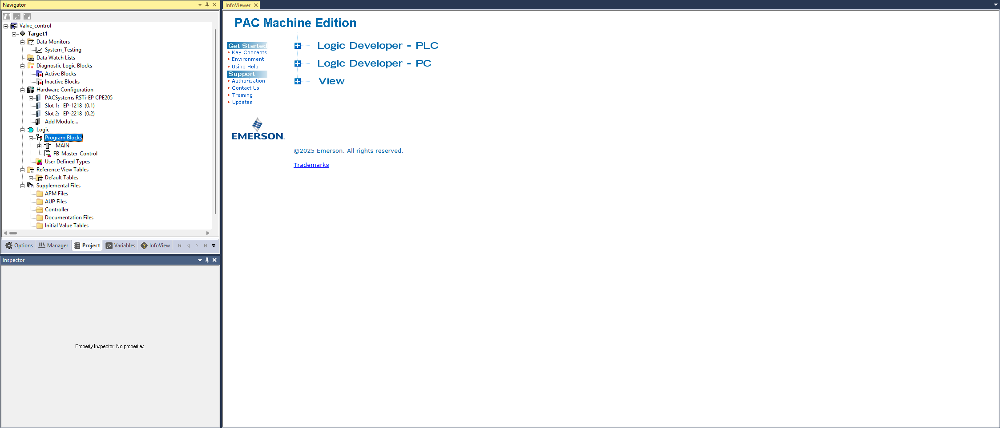 Navigator
Valve_control
Target1
Data Monitors
System_Testing
Data Watch Lists
Diagnostic Logic Blocks
Active Blocks
Inactive Blocks
Hardware Configuration
PACSystems RSTi-EP CPE205
Slot 1: EP-1218 (0.1)
Slot 2: EP-2218 (0.2)
Add Module...
Logic
Program Blocks
_MAIN
FB_Master_Control
User Defined Types
Reference View Tables
Default Tables
Supplemental Files
APM Files
AUP Files
Controller
Documentation Files
Initial Value Tables
Options
Manager
Project
Variables
InfoView
Inspector
Property Inspector: No properties.
InfoViewer
PAC Machine Edition
Get Started
Key Concepts
Environment
Using Help
Support
Authorization
Contact Us
Training
Updates
EMERSON
Logic Developer - PLC
Logic Developer - PC
View
©2025 Emerson. All rights reserved.
Trademarks